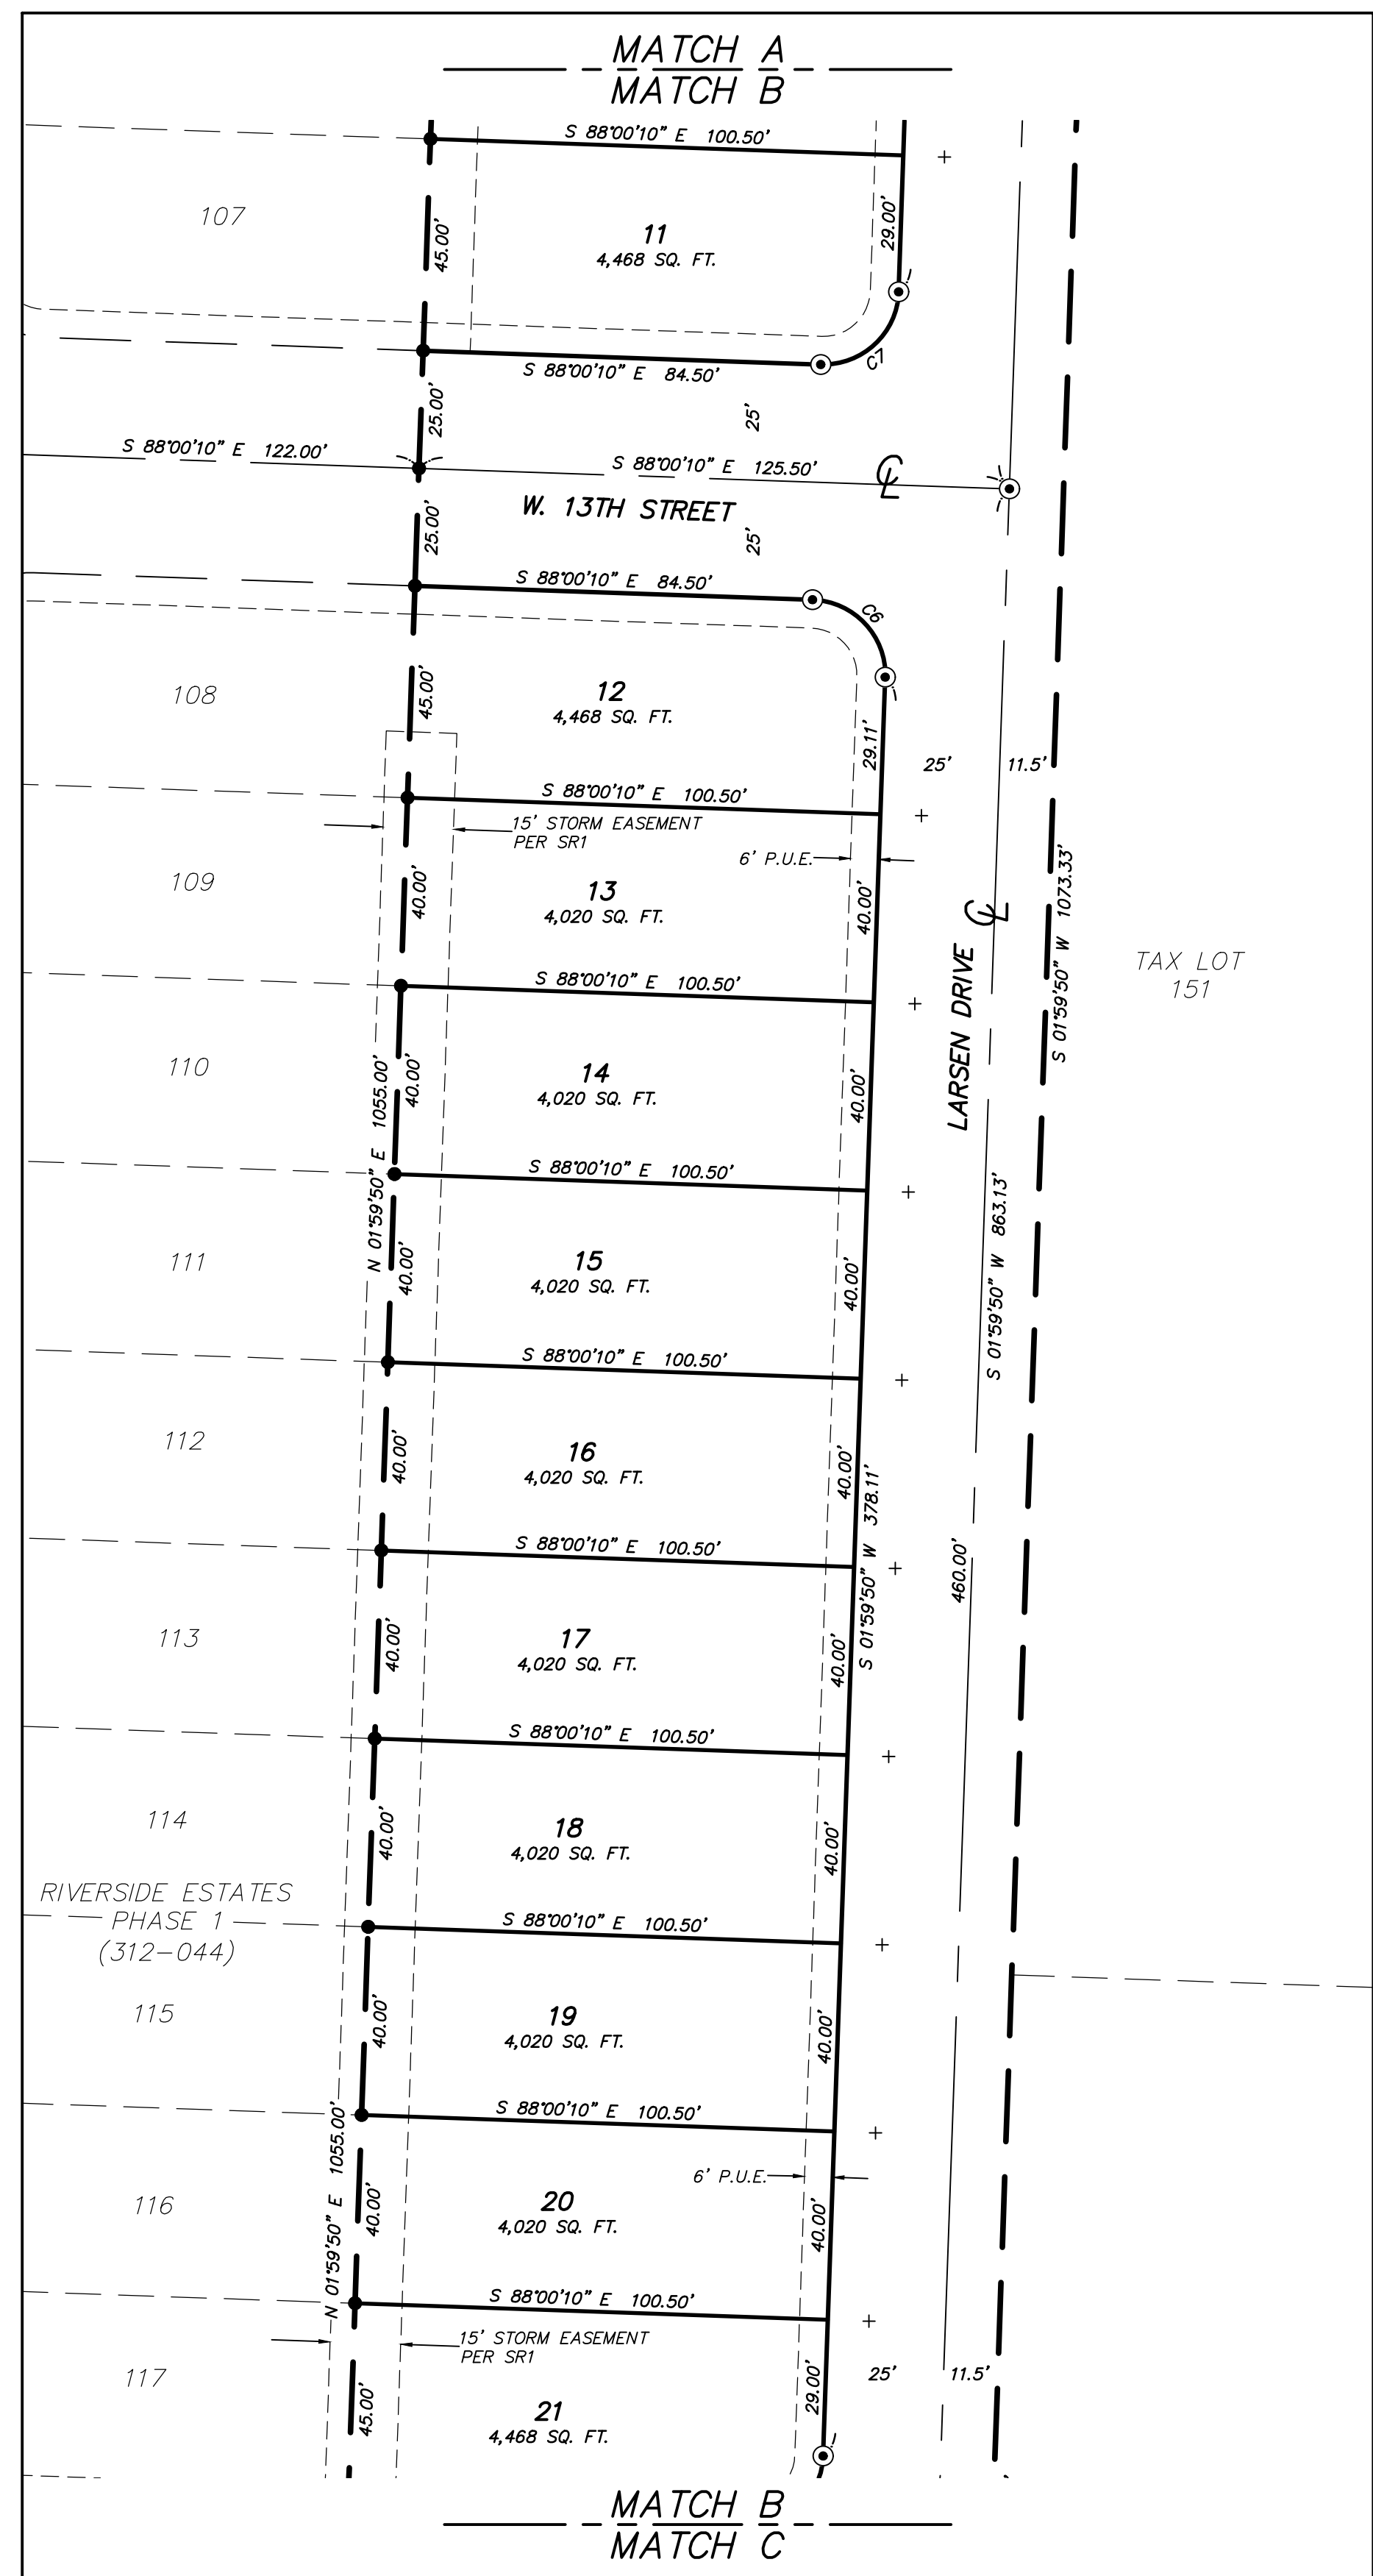 MATCH A
MATCH B
S 88°00'10" E 100.50'
107
45.00'
11
4,468 SQ. FT.
29.00'
C7
S 88°00'10" E 84.50'
25.00'
25'
S 88°00'10" E 122.00'
S 88°00'10" E 125.50'
CL
W. 13TH STREET
25.00'
25'
S 88°00'10" E 84.50'
C6
108
45.00'
12
4,468 SQ. FT.
29.11'
25'
11.5'
S 88°00'10" E 100.50'
15' STORM EASEMENT
PER SR1
6' P.U.E.
109
40.00'
13
4,020 SQ. FT.
40.00'
LARSEN DRIVE
CL
S 01°59'50" W 1073.33'
TAX LOT
151
S 88°00'10" E 100.50'
110
N 01°59'50" E 1055.00'
40.00'
14
4,020 SQ. FT.
40.00'
S 88°00'10" E 100.50'
S 01°59'50" W 863.13'
111
40.00'
15
4,020 SQ. FT.
40.00'
S 88°00'10" E 100.50'
112
40.00'
16
4,020 SQ. FT.
40.00'
S 01°59'50" W 378.11'
S 88°00'10" E 100.50'
460.00'
113
40.00'
17
4,020 SQ. FT.
40.00'
S 88°00'10" E 100.50'
114
40.00'
18
4,020 SQ. FT.
40.00'
RIVERSIDE ESTATES
PHASE 1
(312-044)
S 88°00'10" E 100.50'
115
40.00'
19
4,020 SQ. FT.
40.00'
S 88°00'10" E 100.50'
N 01°59'50" E 1055.00'
6' P.U.E.
116
40.00'
20
4,020 SQ. FT.
40.00'
S 88°00'10" E 100.50'
15' STORM EASEMENT
PER SR1
117
45.00'
21
4,468 SQ. FT.
29.00'
25'
11.5'
MATCH B
MATCH C